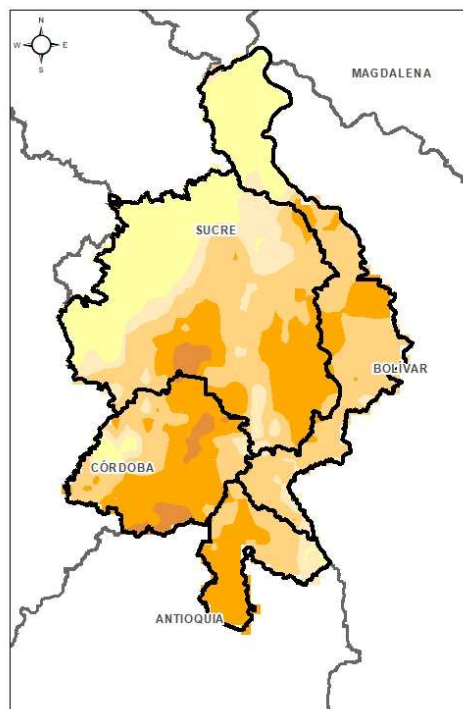 N
W E
S
MAGDALENA
SUCRE
BOLÍVAR
CÓRDOBA
ANTIOQUIA